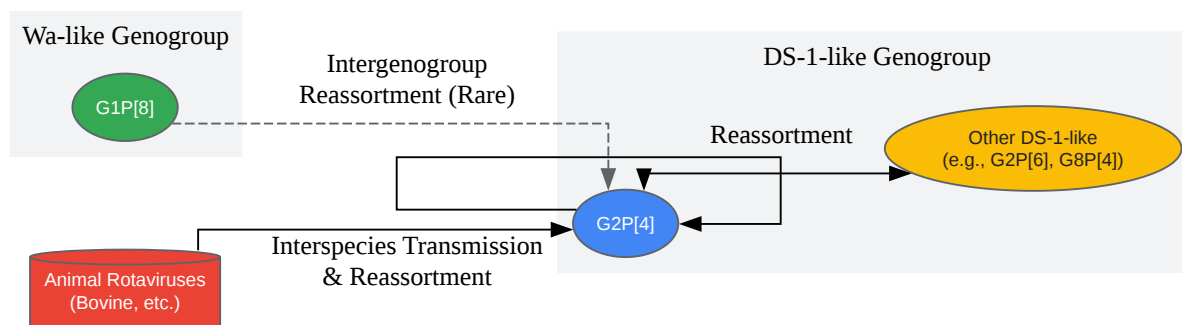 Wa-like Genogroup
G1P[8]
Intergenogroup
Reassortment (Rare)
DS-1-like Genogroup
Reassortment
Other DS-1-like
(e.g., G2P[6], G8P[4])
G2P[4]
Interspecies Transmission
& Reassortment
Animal Rotaviruses
(Bovine, etc.)